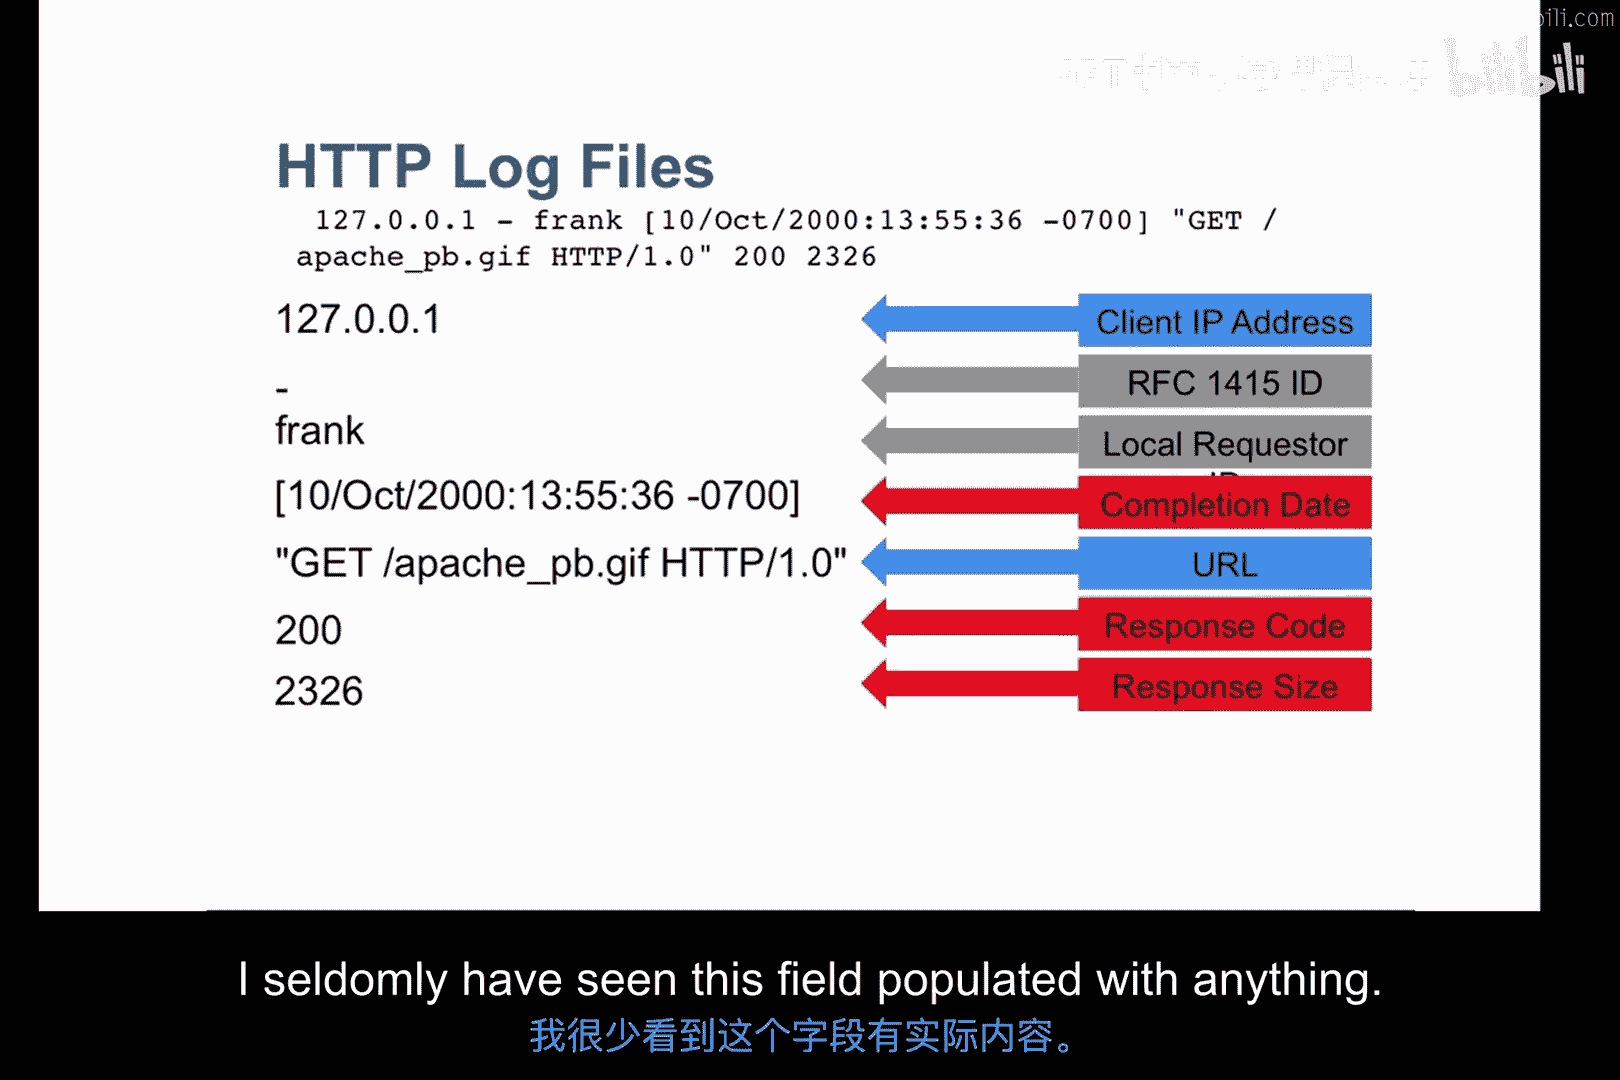 ili.com
bilibili
HTTP Log Files
127.0.0.1 - frank [10/Oct/2000:13:55:36 -0700] "GET /
apache_pb.gif HTTP/1.0" 200 2326
127.0.0.1
Client IP Address
-
RFC 1415 ID
frank
Local Requestor
[10/Oct/2000:13:55:36 -0700]
Completion Date
"GET /apache_pb.gif HTTP/1.0"
URL
200
Response Code
2326
Response Size
I seldomly have seen this field populated with anything.
我很少看到这个字段有实际内容。